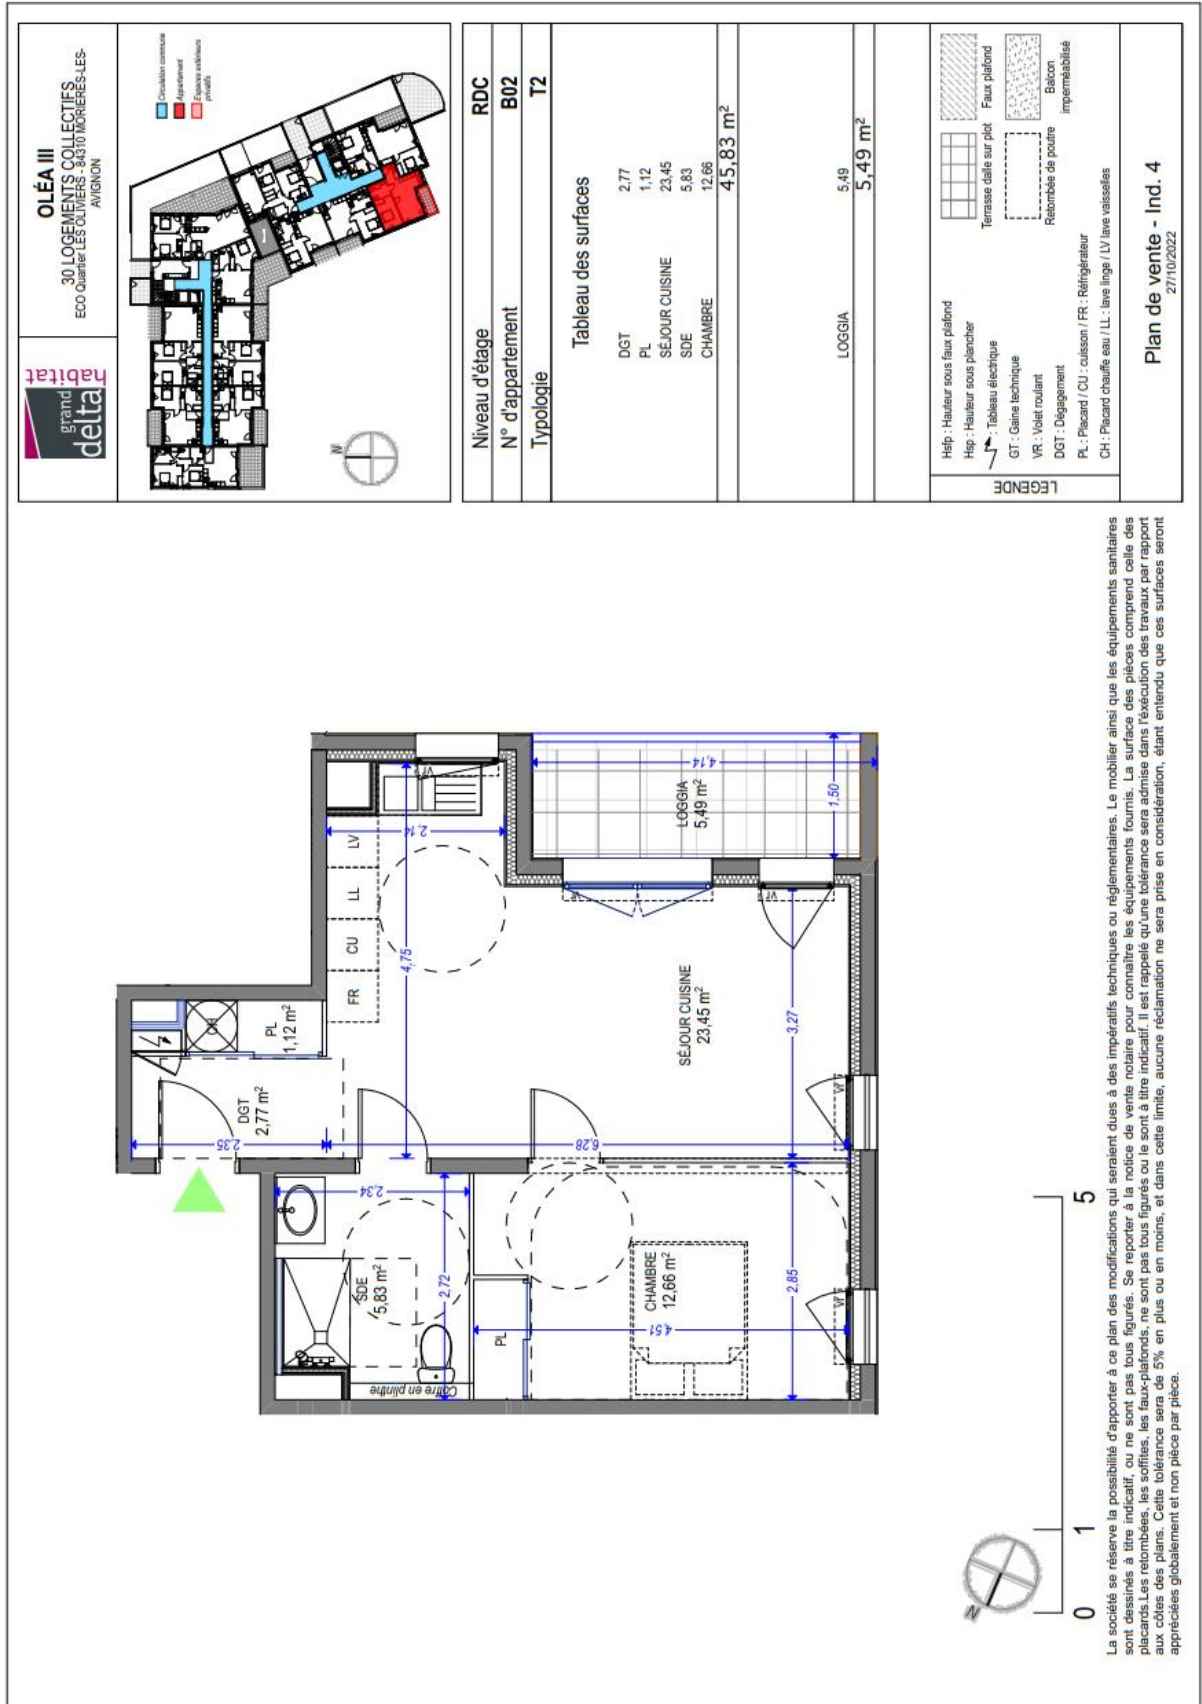 grand
delta
habitat
OLÉA III
30 LOGEMENTS COLLECTIFS
ECO Quartier LES OLIVIERS - 84310 MORIERES-LES-
AVIGNON
Circulation commune
Appartement
Espaces extérieurs
privatifs
N
Niveau d'étage RDC
N° d'appartement B02
Typologie T2
Tableau des surfaces
DGT 2,77
PL 1,12
SÉJOUR CUISINE 23,45
SDE 5,83
CHAMBRE 12,66
45,83 m²
LOGGIA 5,49
5,49 m²
LEGENDE
Hsfp : Hauteur sous faux plafond
Hsp : Hauteur sous plancher
: Tableau électrique
GT : Gaine technique
VR : Volet roulant
DGT : Dégagement
PL : Placard / CU : cuisson / FR : Réfrigérateur
CH : Placard chauffe eau / LL : lave linge / LV lave vaisselles
Terrasse dalle sur plot
Faux plafond
Retombée de poutre
Balcon
imperméabilisé
Plan de vente - Ind. 4
27/10/2022
PL
1,12 m²
CH
DGT
2,77 m²
2,35
FR
CU
LL
LV
4,75
2,14
Vr
LOGGIA
5,49 m²
4,14
1,50
Vr
SÉJOUR CUISINE
23,45 m²
3,27
6,28
Vr
2,34
SDE
5,83 m²
2,72
Coffre en plinthe
PL
CHAMBRE
12,66 m²
4,51
2,85
Vr
N
0 1 5
La société se réserve la possibilité d'apporter à ce plan des modifications qui seraient dues à des impératifs techniques ou réglementaires. Le mobilier ainsi que les équipements sanitaires
sont dessinés à titre indicatif, ou ne sont pas tous figurés. Se reporter à la notice de vente notaire pour connaître les équipements fournis. La surface des pièces comprend celle des
placards.Les retombées, les soffites, les faux-plafonds, ne sont pas tous figurés ou le sont à titre indicatif. Il est rappelé qu'une tolérance sera admise dans l'exécution des travaux par rapport
aux côtes des plans. Cette tolérance sera de 5% en plus ou en moins, et dans cette limite, aucune réclamation ne sera prise en considération, étant entendu que ces surfaces seront
appréciées globalement et non pièce par pièce.